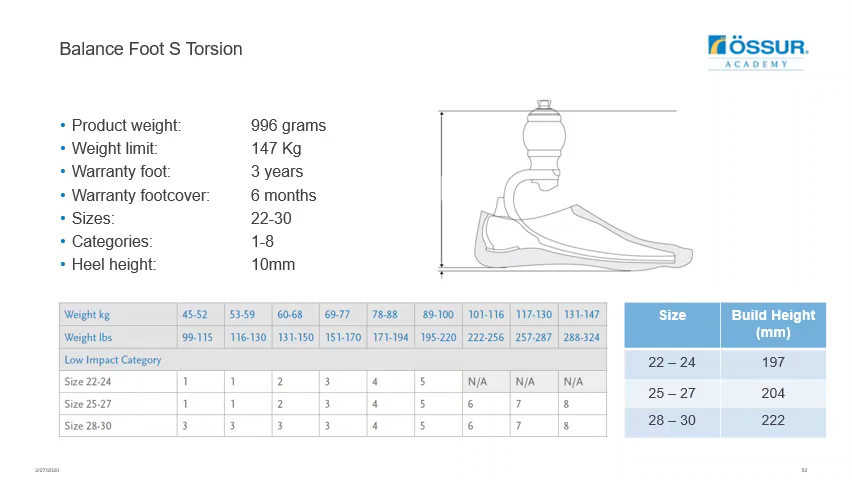 Balance Foot S Torsion
ÖSSUR®
ACADEMY
• Product weight: 996 grams
• Weight limit: 147 Kg
• Warranty foot: 3 years
• Warranty footcover: 6 months
• Sizes: 22-30
• Categories: 1-8
• Heel height: 10mm
Weight kg 45-52 53-59 60-68 69-77 78-88 89-100 101-116 117-130 131-147
Weight lbs 99-115 116-130 131-150 151-170 171-194 195-220 222-256 257-287 288-324
Low Impact Category
Size 22-24 1 1 2 3 4 5 N/A N/A N/A
Size 25-27 1 1 2 3 4 5 6 7 8
Size 28-30 3 3 3 3 4 5 6 7 8
Size Build Height
(mm)
22 – 24 197
25 – 27 204
28 – 30 222
2/27/2020 52